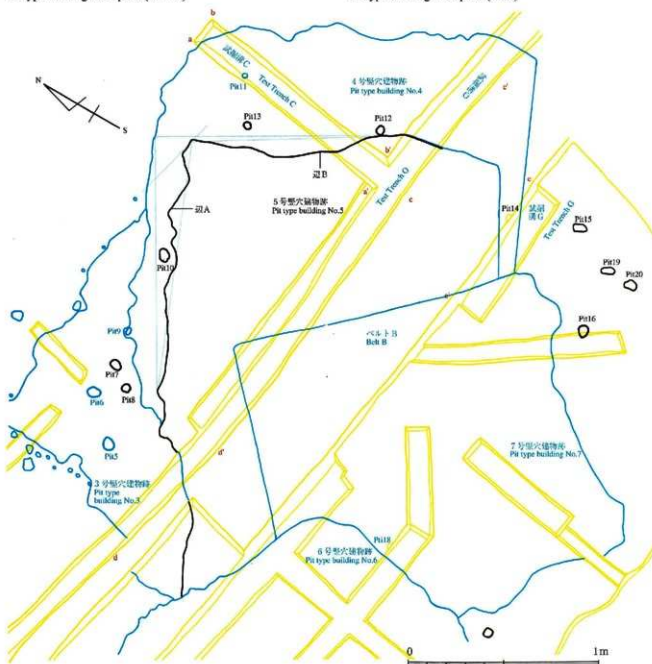 b
a
試掘溝C
Test Trench C
Pit11
4号竪穴建物跡
Pit type building No.4
c'
N
S
Pit13
Pit12
b'
辺B
a'
Test Trench G
5号竪穴建物跡
Pit type building No.5
辺A
c
c
Pit14
試掘溝G
Test Trench G
Pit15
Pit10
Pit19
Pit20
Pit9
ベルトB
Belt B
Pit16
Pit7
Pit8
Pit6
Pit5
d'
3号竪穴建物跡
Pit type
building No.3
7号竪穴建物跡
Pit type building No.7
d
6号竪穴建物跡
Pit type building No.6
Pit18
0
1m